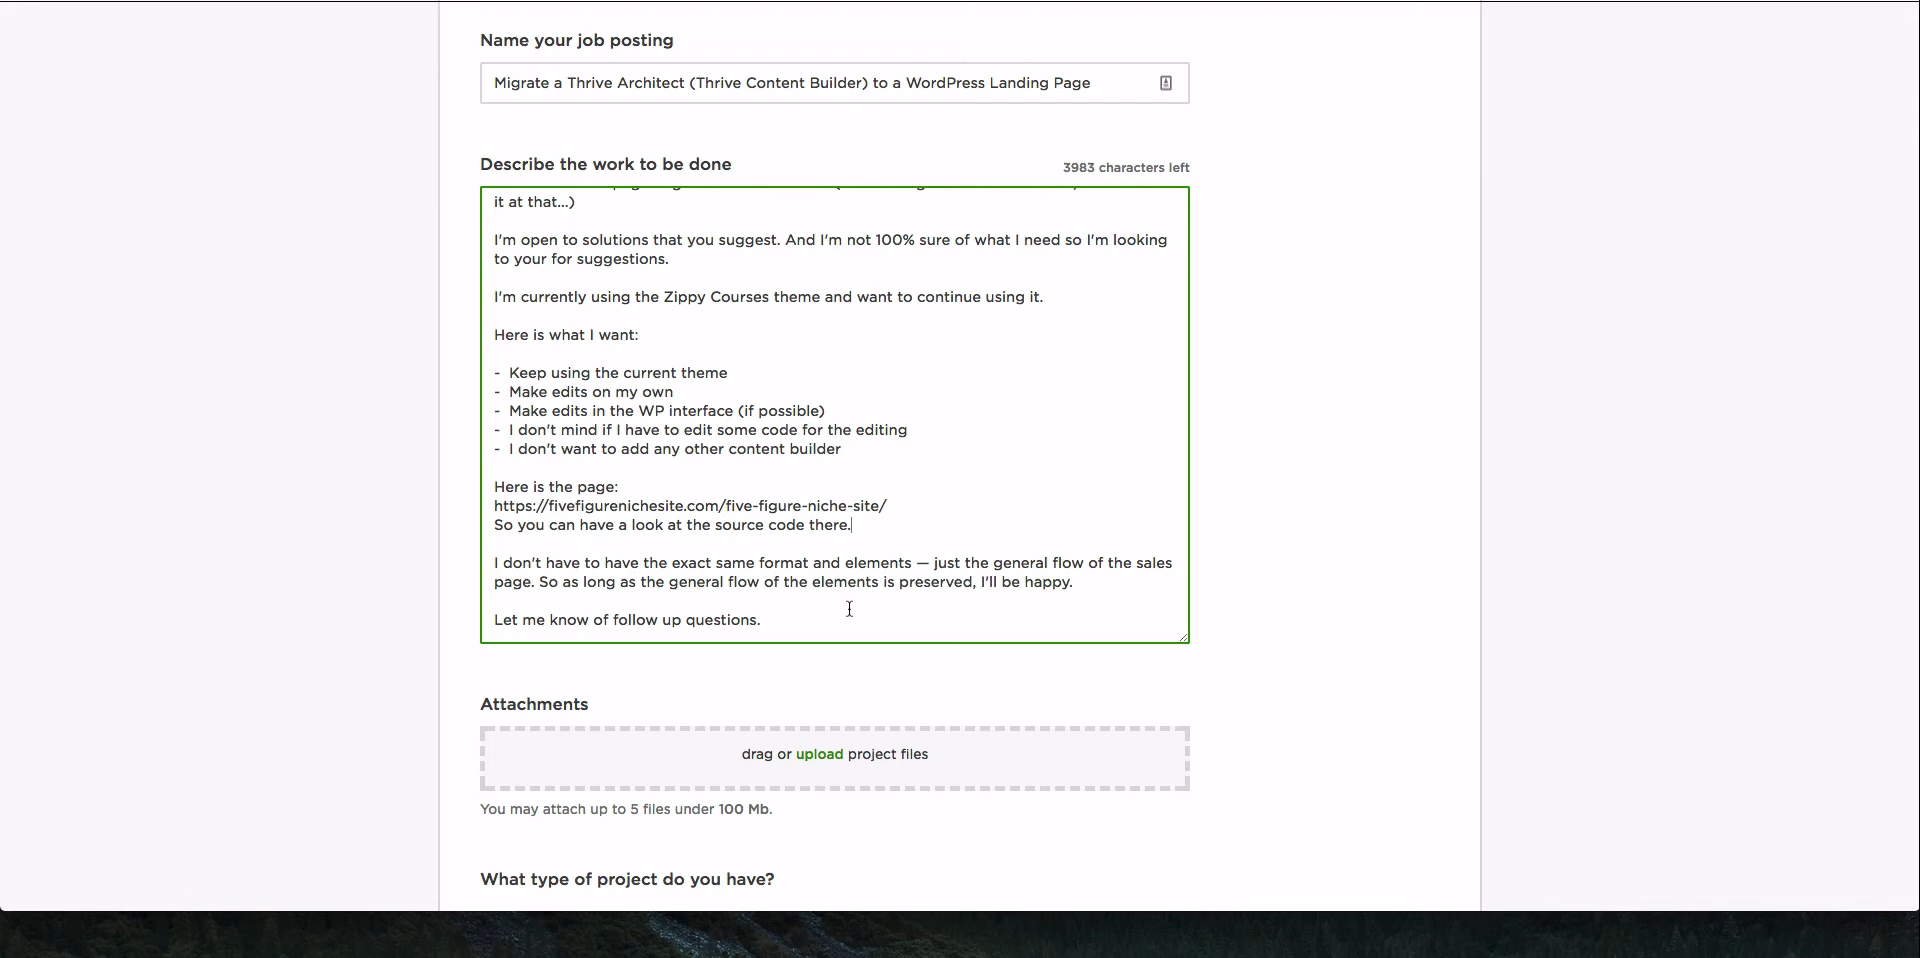 Name your job posting
Migrate a Thrive Architect (Thrive Content Builder) to a WordPress Landing Page
Describe the work to be done
3983 characters left
it at that...)
I'm open to solutions that you suggest. And I'm not 100% sure of what I need so I'm looking
to your for suggestions.
I'm currently using the Zippy Courses theme and want to continue using it.
Here is what I want:
- Keep using the current theme
- Make edits on my own
- Make edits in the WP interface (if possible)
- I don't mind if I have to edit some code for the editing
- I don't want to add any other content builder
Here is the page:
https://fivefigurenichesite.com/five-figure-niche-site/
So you can have a look at the source code there.
I don't have to have the exact same format and elements — just the general flow of the sales
page. So as long as the general flow of the elements is preserved, I'll be happy.
Let me know of follow up questions.
Attachments
drag or upload project files
You may attach up to 5 files under 100 Mb.
What type of project do you have?